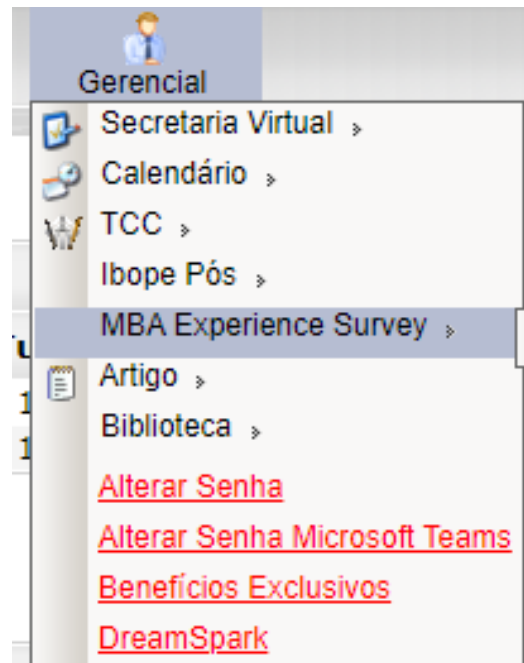 Gerencial
Secretaria Virtual »
Calendário »
TCC »
Ibope Pós »
MBA Experience Survey »
Artigo »
Biblioteca »
Alterar Senha
Alterar Senha Microsoft Teams
Benefícios Exclusivos
DreamSpark